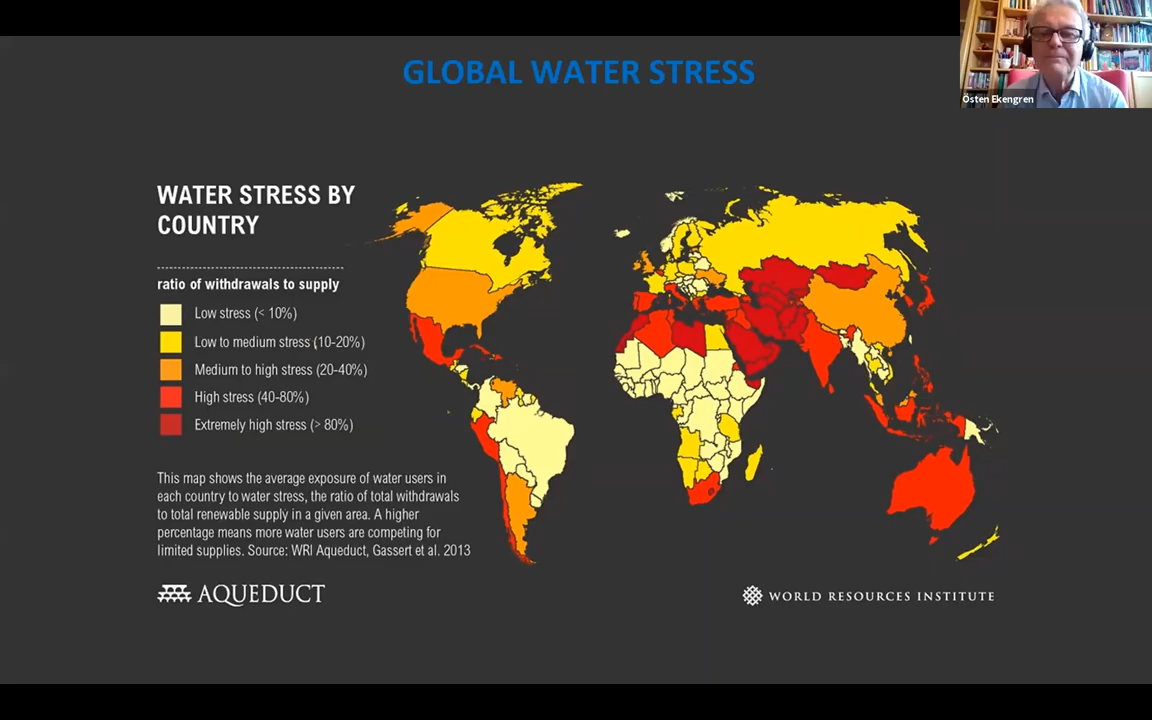 GLOBAL WATER STRESS
Östen Ekengren
WATER STRESS BY
COUNTRY
ratio of withdrawals to supply
Low stress (< 10%)
Low to medium stress (10-20%)
Medium to high stress (20-40%)
High stress (40-80%)
Extremely high stress (> 80%)
This map shows the average exposure of water users in
each country to water stress, the ratio of total withdrawals
to total renewable supply in a given area. A higher
percentage means more water users are competing for
limited supplies. Source: WRI Aqueduct, Gassert et al. 2013
AQUEDUCT
WORLD RESOURCES INSTITUTE